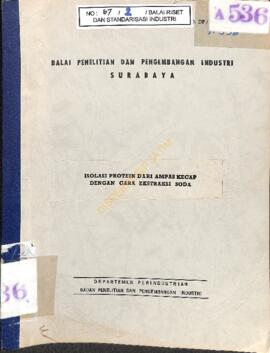 NO: 67 / 2 / BALAI RISET
DAN STANDARISASI INDUSTRI
A 536
BALAI PENELITIAN DAN PENGEMBANGAN INDUSTRI
SURABAYA
ISOLASI PROTEIN DARI AMPAS KECAP
DENGAN CARA EKSTRAKSI SODA
36
DEPARTEMEN PERINDUSTRIAN
BADAN PENELITIAN DAN PENGEMBANGAN INDUSTRI